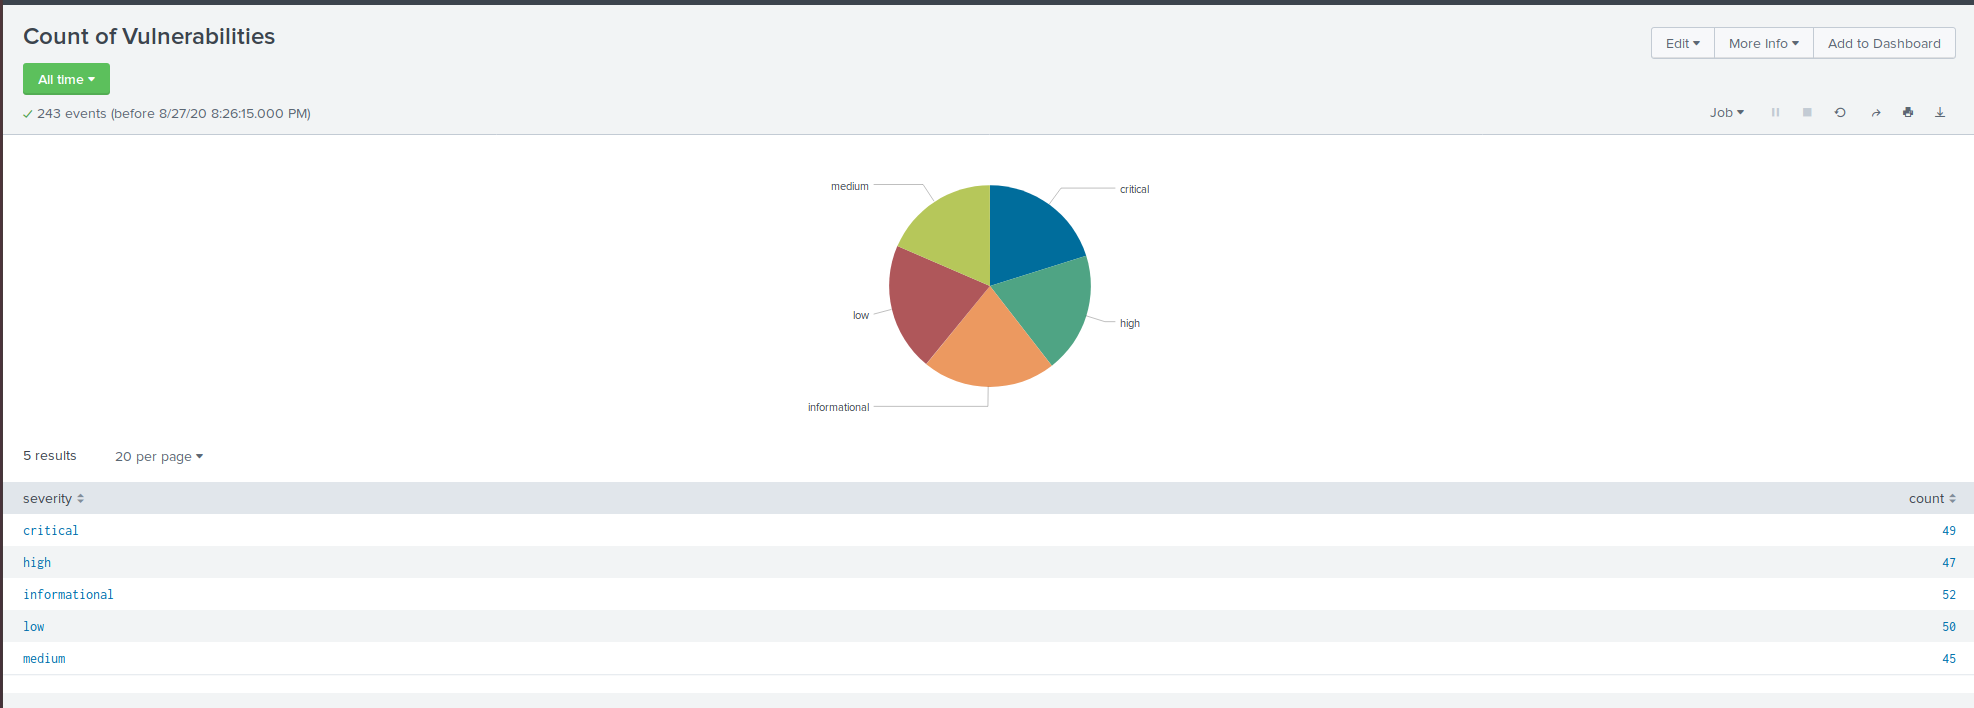 Count of Vulnerabilities
Edit More Info Add to Dashboard
All time
243 events (before 8/27/20 8:26:15.000 PM)
Job
medium
critical
low
high
informational
5 results 20 per page
severity count
critical 49
high 47
informational 52
low 50
medium 45